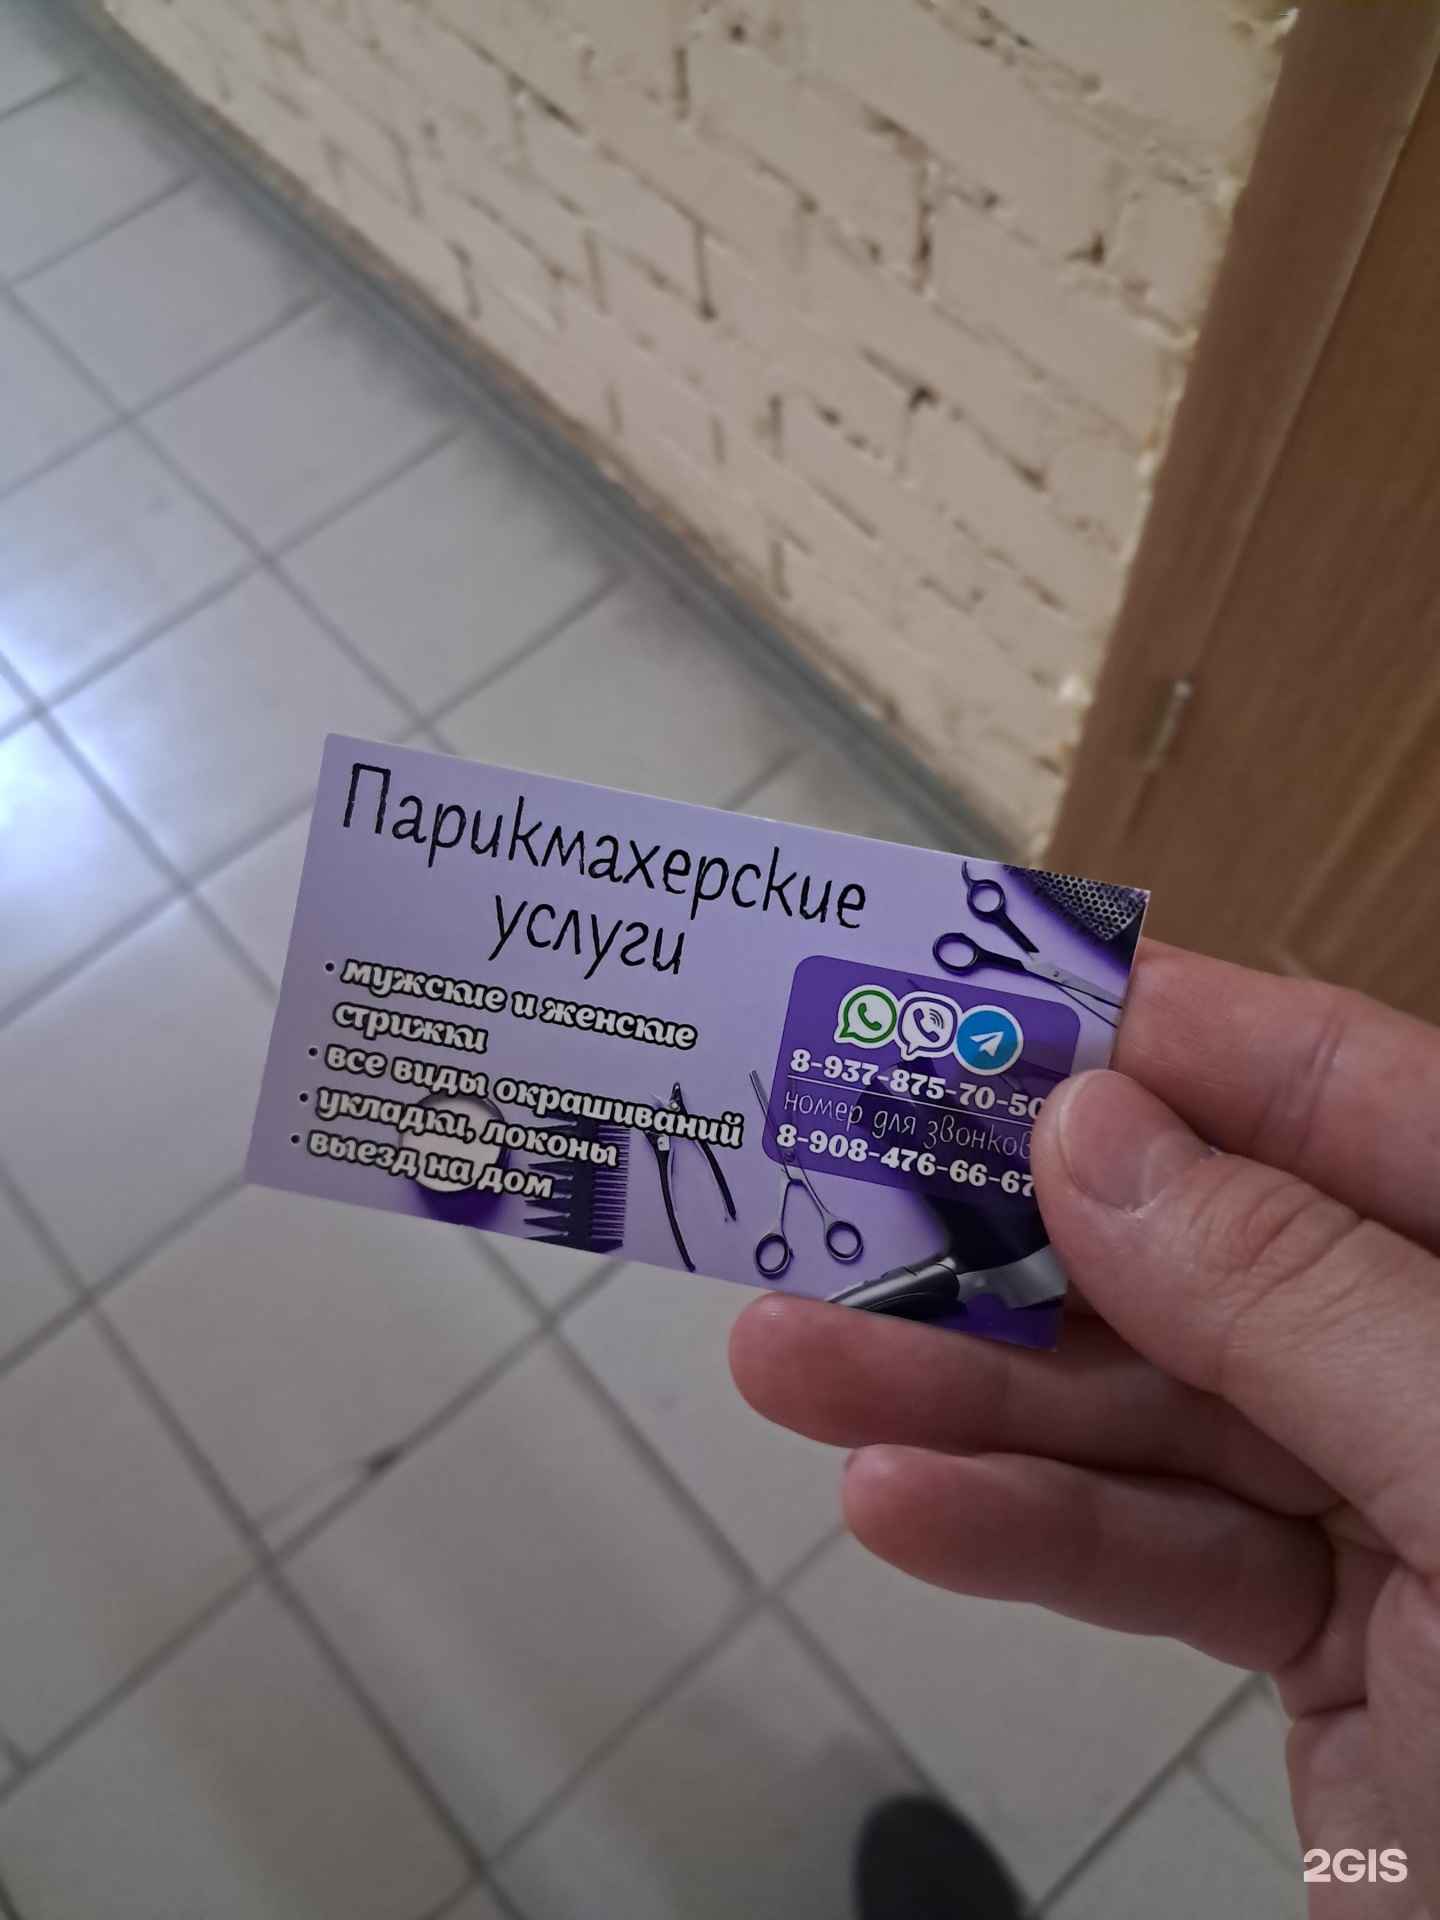 Парикмахерские
услуги
• мужские и женские
стрижки
• все виды окрашиваний
• укладки, локоны
• выезд на дом
8-937-875-70-50
номер для звонков
8-908-476-66-67
2GIS